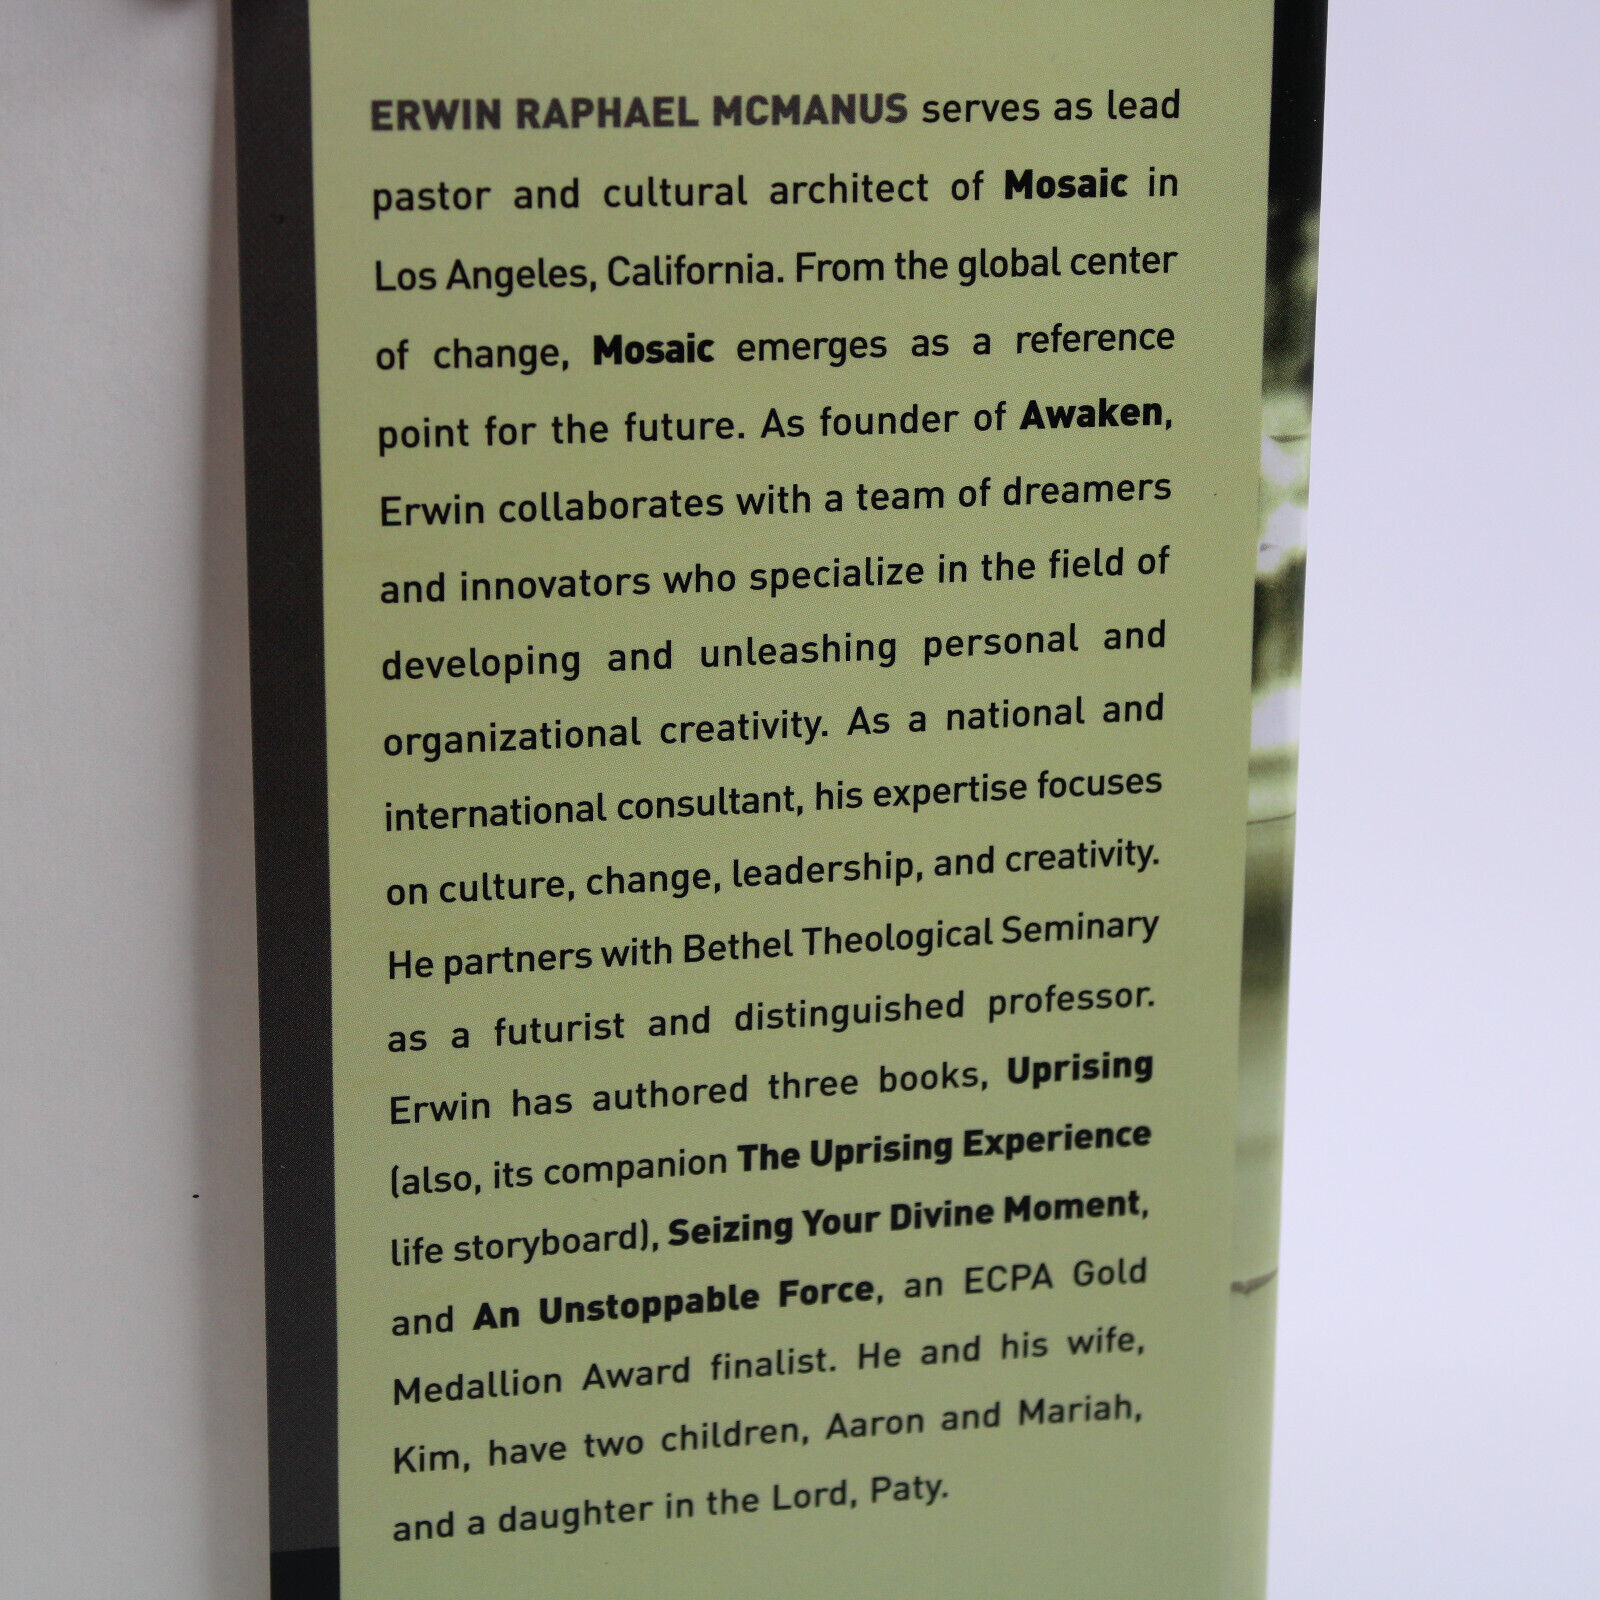 ERWIN RAPHAEL MCMANUS serves as lead
pastor and cultural architect of Mosaic in
Los Angeles, California. From the global center
of change, Mosaic emerges as a reference
point for the future. As founder of Awaken,
Erwin collaborates with a team of dreamers
and innovators who specialize in the field of
developing and unleashing personal and
organizational creativity. As a national and
international consultant, his expertise focuses
on culture, change, leadership, and creativity.
He partners with Bethel Theological Seminary
as a futurist and distinguished professor.
Erwin has authored three books, Uprising
(also, its companion The Uprising Experience
life storyboard), Seizing Your Divine Moment,
and An Unstoppable Force, an ECPA Gold
Medallion Award finalist. He and his wife,
Kim, have two children, Aaron and Mariah,
and a daughter in the Lord, Paty.